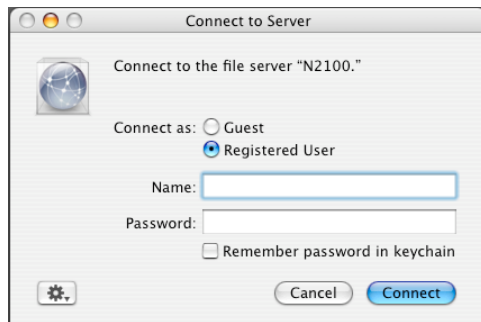 Connect to Server
Connect to the file server “N2100.”
Connect as: Guest
Registered User
Name:
Password:
Remember password in keychain
Cancel Connect